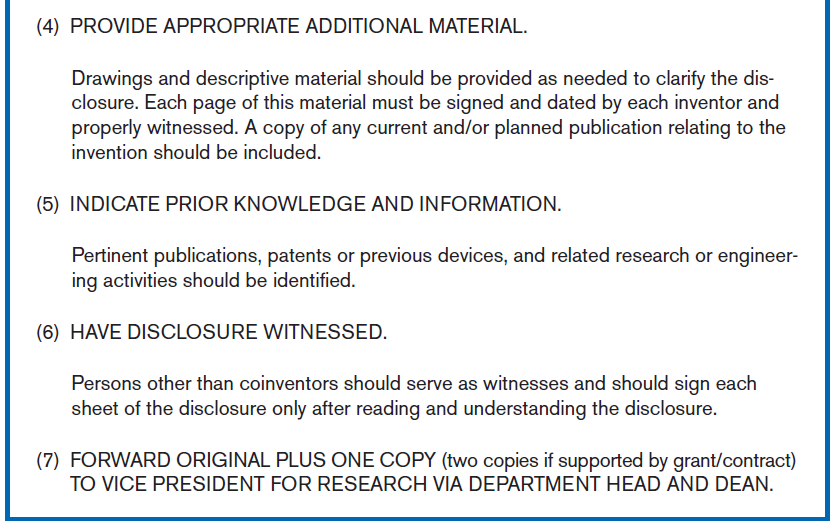 (4) PROVIDE APPROPRIATE ADDITIONAL MATERIAL.
Drawings and descriptive material should be provided as needed to clarify the dis-
closure. Each page of this material must be signed and dated by each inventor and
properly witnessed. A copy of any current and/or planned publication relating to the
invention should be included.
(5) INDICATE PRIOR KNOWLEDGE AND INFORMATION.
Pertinent publications, patents or previous devices, and related research or engineer-
ing activities should be identified.
(6) HAVE DISCLOSURE WITNESSED.
Persons other than coinventors should serve as witnesses and should sign each
sheet of the disclosure only after reading and understanding the disclosure.
(7) FORWARD ORIGINAL PLUS ONE COPY (two copies if supported by grant/contract)
TO VICE PRESIDENT FOR RESEARCH VIA DEPARTMENT HEAD AND DEAN.